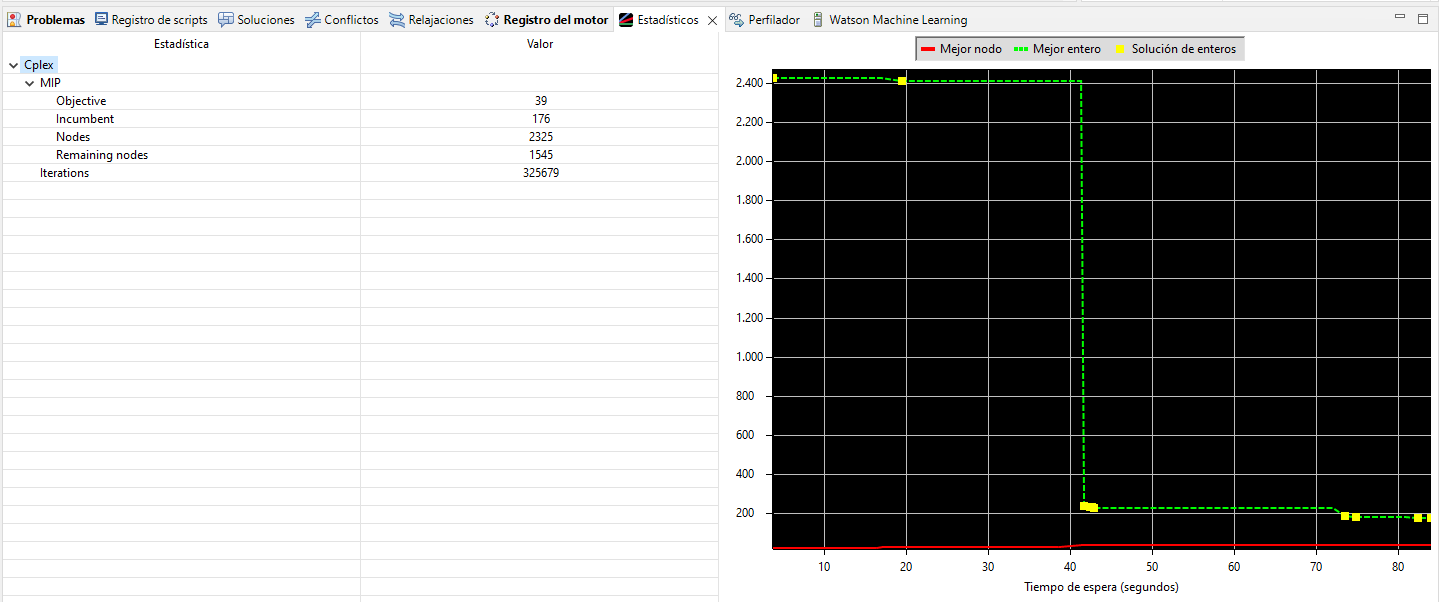 Problemas Registro de scripts Soluciones Conflictos Relajaciones Registro del motor Estadísticos Perfilador Watson Machine Learning
Estadística Valor
Cplex
MIP
Objective 39
Incumbent 176
Nodes 2325
Remaining nodes 1545
Iterations 325679
Mejor nodo Mejor entero Solución de enteros
2.400
2.200
2.000
1.800
1.600
1.400
1.200
1.000
800
600
400
200
10 20 30 40 50 60 70 80
Tiempo de espera (segundos)